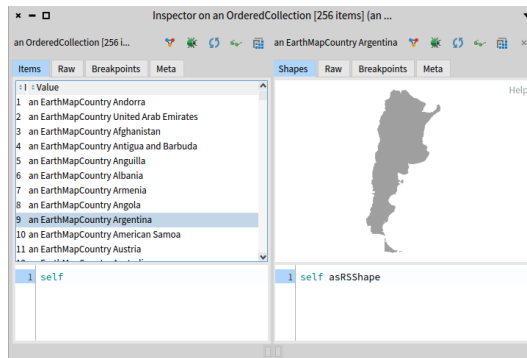 Inspector on an OrderedCollection [256 items] (an ...
an OrderedCollection [256 i...
an EarthMapCountry Argentina
Items Raw Breakpoints Meta
Shapes Raw Breakpoints Meta
I Value
Help
1 an EarthMapCountry Andorra
2 an EarthMapCountry United Arab Emirates
3 an EarthMapCountry Afghanistan
4 an EarthMapCountry Antigua and Barbuda
5 an EarthMapCountry Anguilla
6 an EarthMapCountry Albania
7 an EarthMapCountry Armenia
8 an EarthMapCountry Angola
9 an EarthMapCountry Argentina
10 an EarthMapCountry American Samoa
11 an EarthMapCountry Austria
1 self
1 self asRSShape